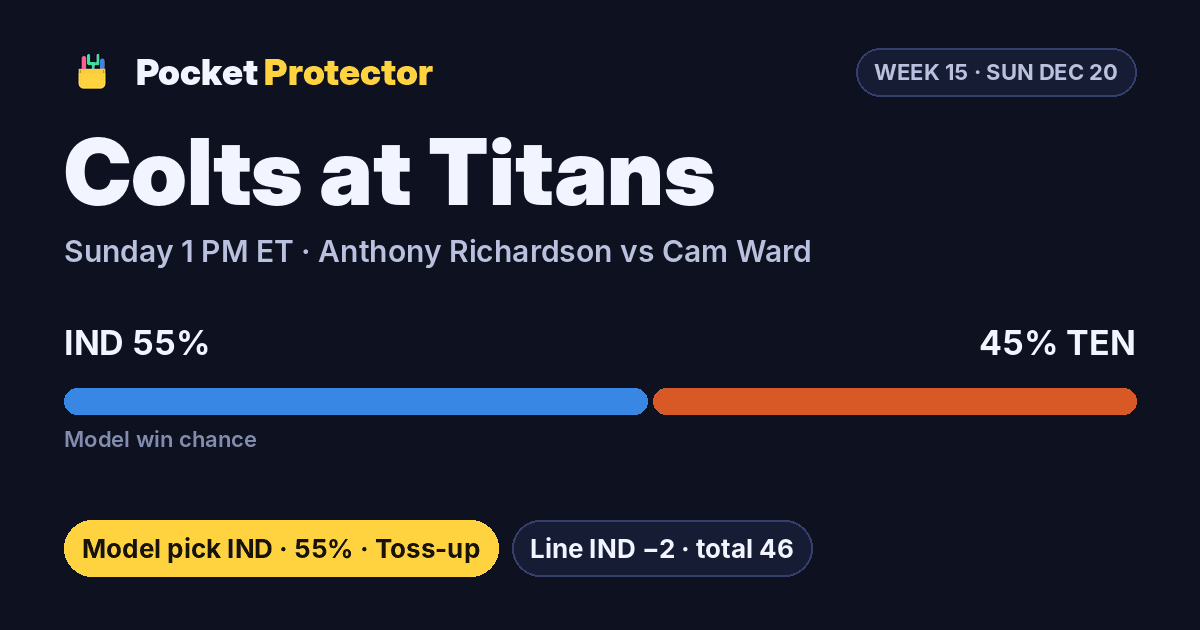 Pocket Protector
WEEK 15 · SUN DEC 20
Colts at Titans
Sunday 1 PM ET · Anthony Richardson vs Cam Ward
IND 55%
45% TEN
Model win chance
Model pick IND · 55% · Toss-up
Line IND −2 · total 46